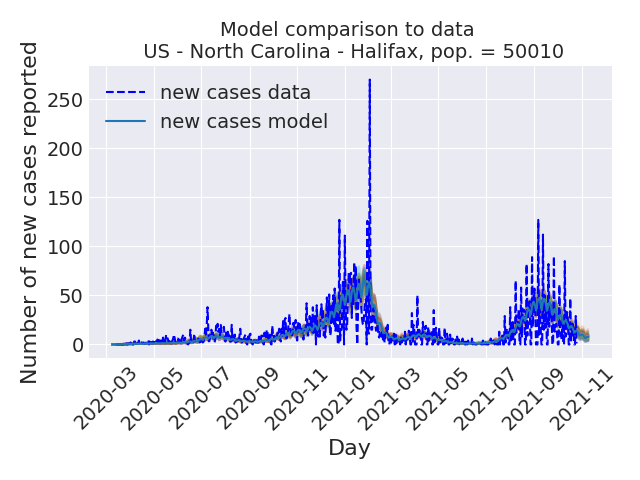 Model comparison to data
US - North Carolina - Halifax, pop. = 50010
Number of new cases reported
250
200
150
100
50
0
new cases data
new cases model
2020-03
2020-05
2020-07
2020-09
2020-11
2021-01
2021-03
2021-05
2021-07
2021-09
2021-11
Day